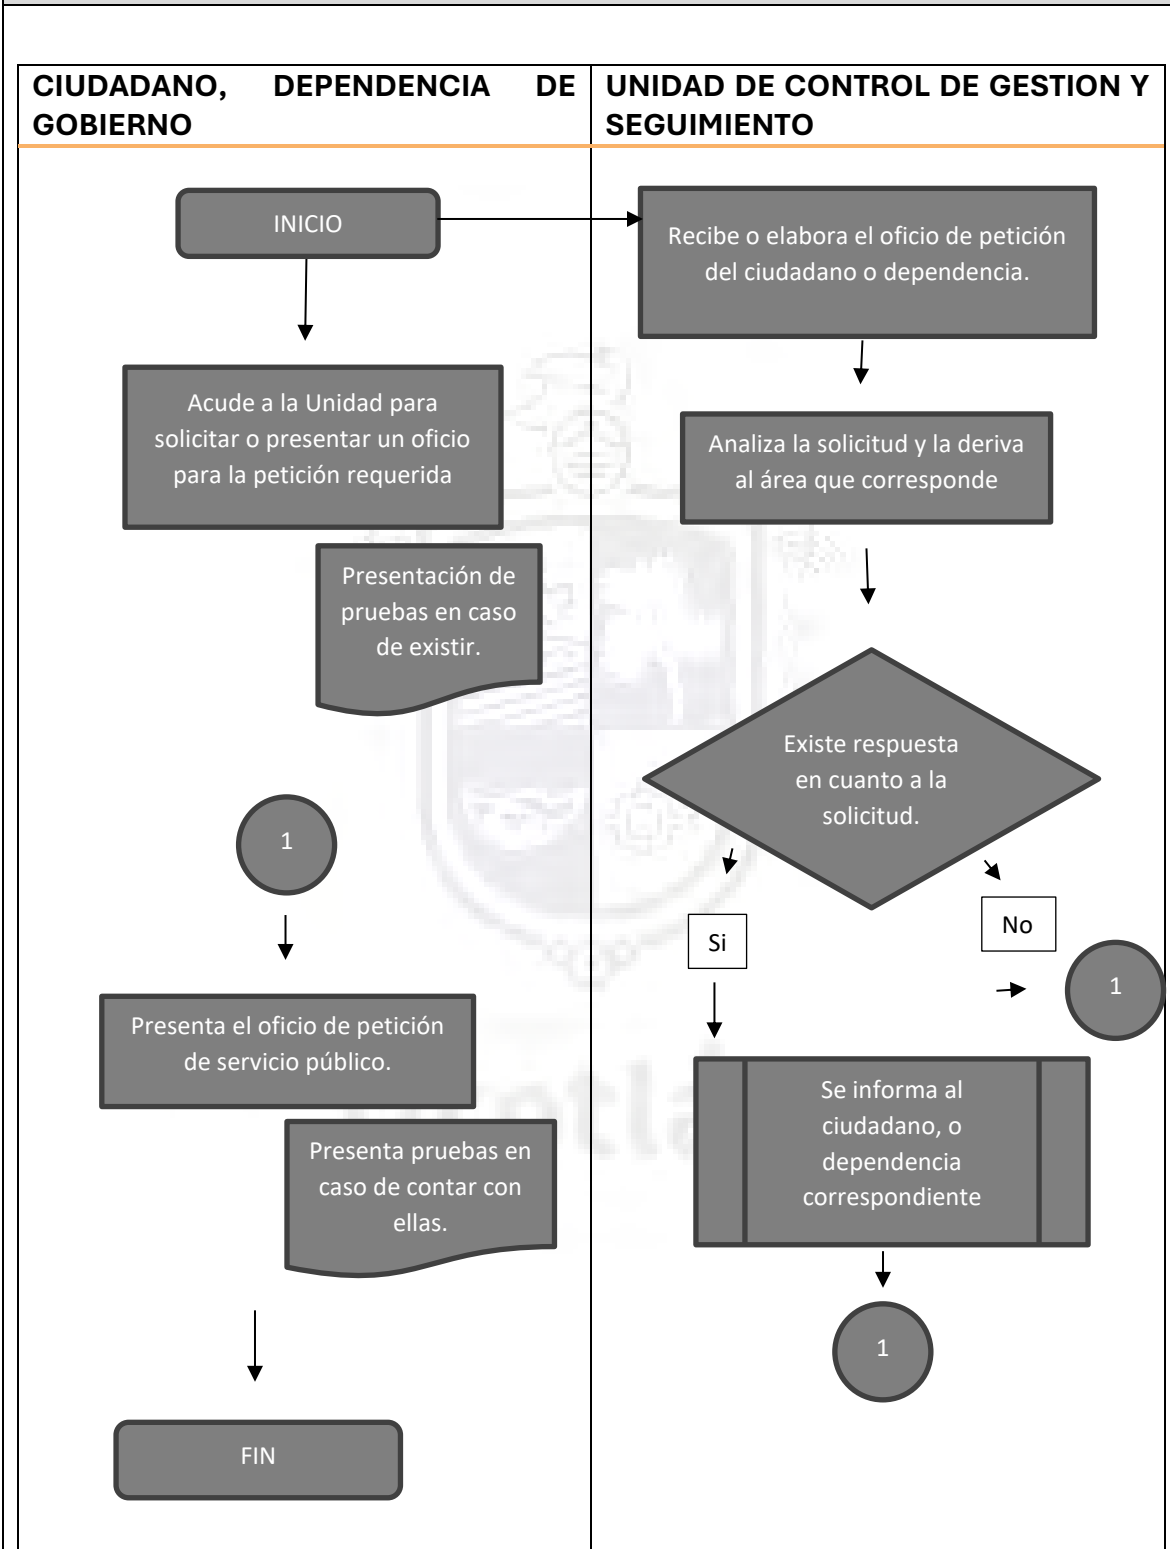 CIUDADANO, DEPENDENCIA DE
GOBIERNO
UNIDAD DE CONTROL DE GESTION Y
SEGUIMIENTO
INICIO
Acude a la Unidad para
solicitar o presentar un oficio
para la petición requerida
Presentación de
pruebas en caso
de existir.
1
Presenta el oficio de petición
de servicio público.
Presenta pruebas en
caso de contar con
ellas.
FIN
Recibe o elabora el oficio de petición
del ciudadano o dependencia.
Analiza la solicitud y la deriva
al área que corresponde
Existe respuesta
en cuanto a la
solicitud.
Si
No
1
Se informa al
ciudadano, o
dependencia
correspondiente
1